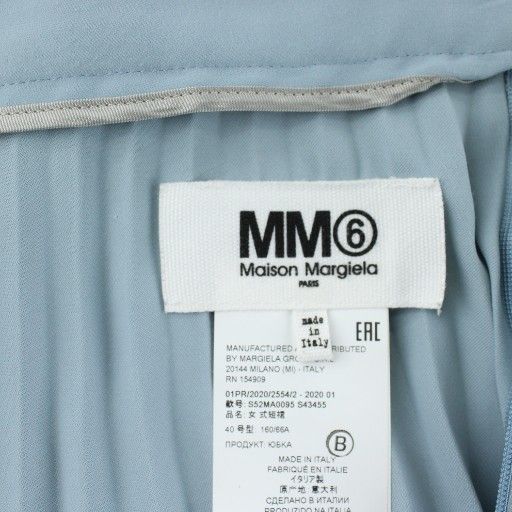 MM6
Maison Margiela
PARIS
made
in
Italy
EAC
MANUFACTURED
BY MARGIELA
20144 MILANO (MI) - ITALY
RN 154909
01PR/2020/2554/2 - 2020 01
款号: S52MA0095 S43455
品名: 女 式短裙
40 号型: 160/66A
ПРОДУКТ: ЮБКА
B
MADE IN ITALY
FABRIQUÉ EN ITALIE
イタリア製
原产地: 意大利
СДЕЛАНО В ИТАЛИИ
PRODUZIDO NA ITALIA